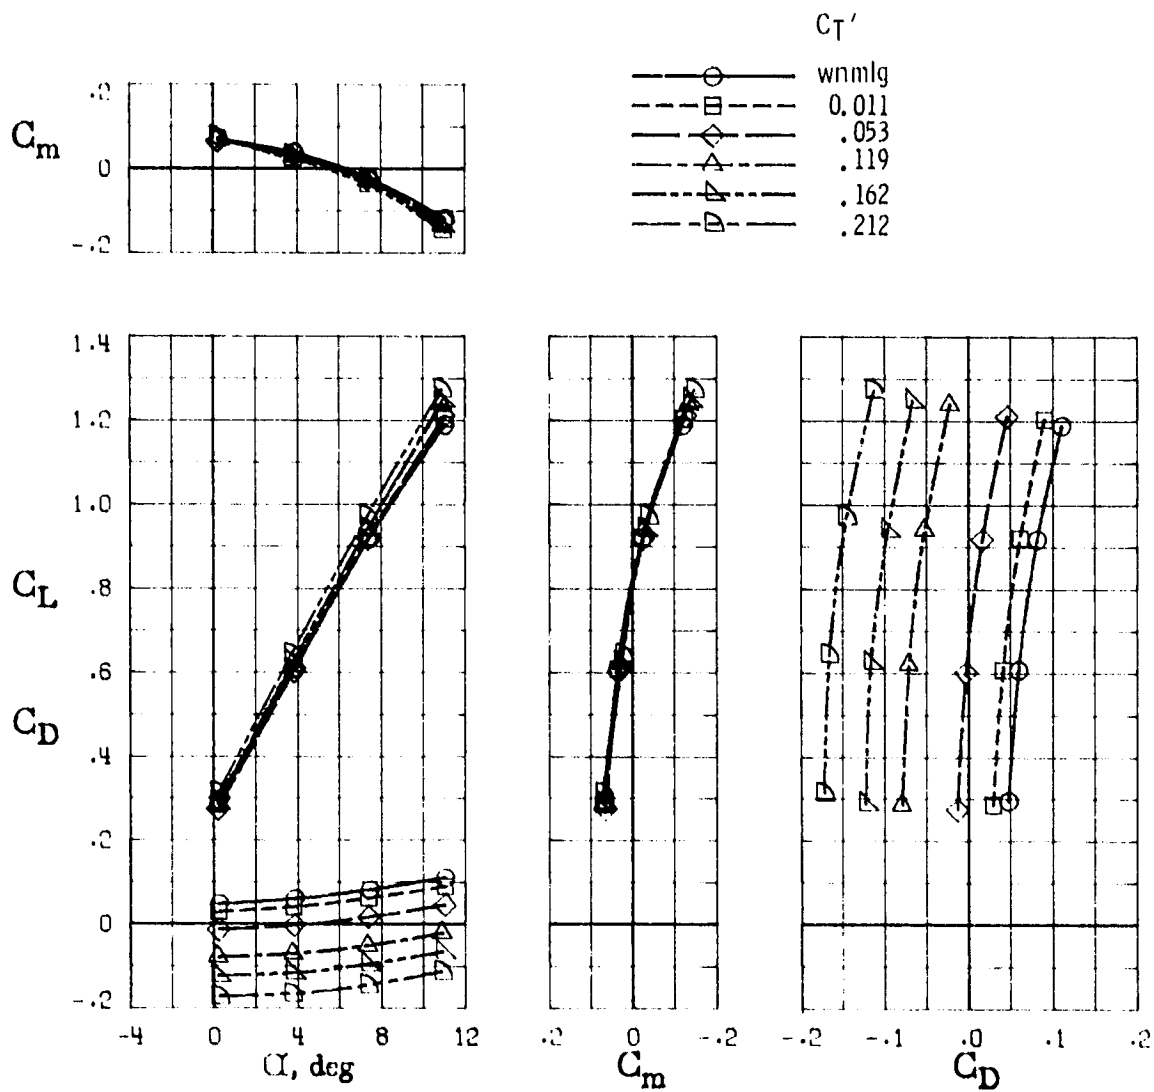 C_T'
wnmlg
0.011
.053
.119
.162
.212
.2
C_m
0
-.2
1.4
1.2
1.0
C_L
.8
.6
C_D
.4
.2
0
-.2
-4 0 4 8 12
α, deg
.2 0 -.2
C_m
-.2 -.1 .0 .1 .2
C_D